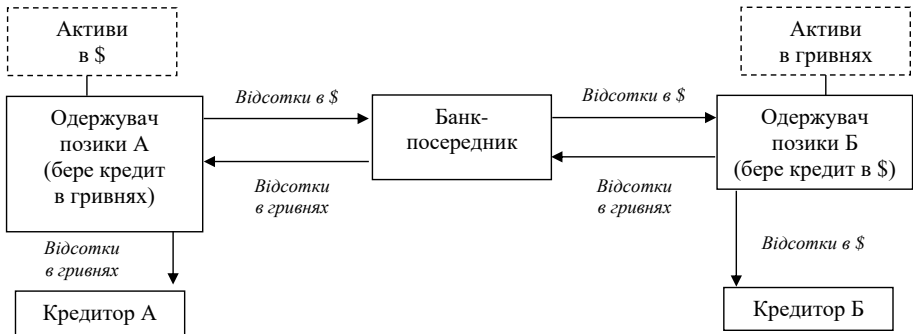 Активи
в $
Активи
в гривнях
Одержувач
позики А
(бере кредит
в гривнях)
Відсотки в $
Банк-
посередник
Відсотки в $
Одержувач
позики Б
(бере кредит в $)
Відсотки
в гривнях
Відсотки
в гривнях
Відсотки
в гривнях
Відсотки в $
Кредитор А
Кредитор Б